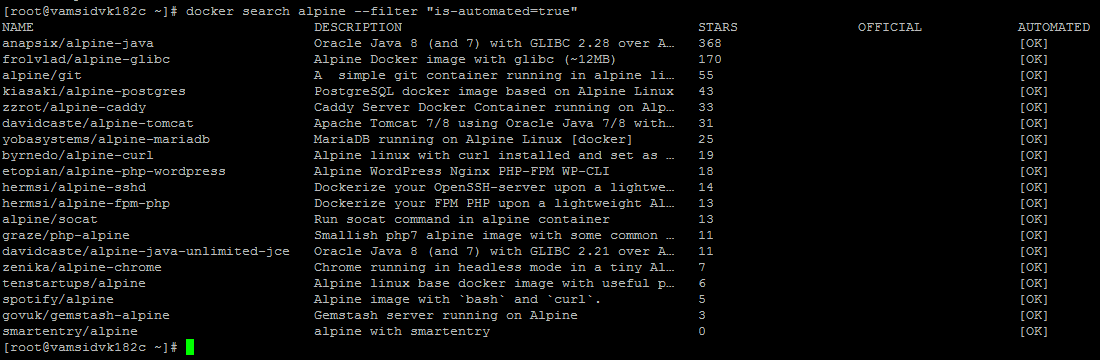 [root@vamsidvk182c ~]# docker search alpine --filter "is-automated=true"
NAME DESCRIPTION STARS OFFICIAL AUTOMATED
anapsix/alpine-java Oracle Java 8 (and 7) with GLIBC 2.28 over A… 368 [OK]
frolvlad/alpine-glibc Alpine Docker image with glibc (~12MB) 170 [OK]
alpine/git A  simple git container running in alpine li… 55 [OK]
kiasaki/alpine-postgres PostgreSQL docker image based on Alpine Linux 43 [OK]
zzrot/alpine-caddy Caddy Server Docker Container running on Alp… 33 [OK]
davidcaste/alpine-tomcat Apache Tomcat 7/8 using Oracle Java 7/8 with… 31 [OK]
yobasystems/alpine-mariadb MariaDB running on Alpine Linux [docker] 25 [OK]
byrnedo/alpine-curl Alpine linux with curl installed and set as … 19 [OK]
etopian/alpine-php-wordpress Alpine WordPress Nginx PHP-FPM WP-CLI 18 [OK]
hermsi/alpine-sshd Dockerize your OpenSSH-server upon a lightwe… 14 [OK]
hermsi/alpine-fpm-php Dockerize your FPM PHP upon a lightweight Al… 13 [OK]
alpine/socat Run socat command in alpine container 13 [OK]
graze/php-alpine Smallish php7 alpine image with some common … 11 [OK]
davidcaste/alpine-java-unlimited-jce Oracle Java 8 (and 7) with GLIBC 2.21 over A… 11 [OK]
zenika/alpine-chrome Chrome running in headless mode in a tiny Al… 7 [OK]
tenstartups/alpine Alpine linux base docker image with useful p… 6 [OK]
spotify/alpine Alpine image with `bash` and `curl`. 5 [OK]
govuk/gemstash-alpine Gemstash server running on Alpine 3 [OK]
smartentry/alpine alpine with smartentry 0 [OK]
[root@vamsidvk182c ~]#